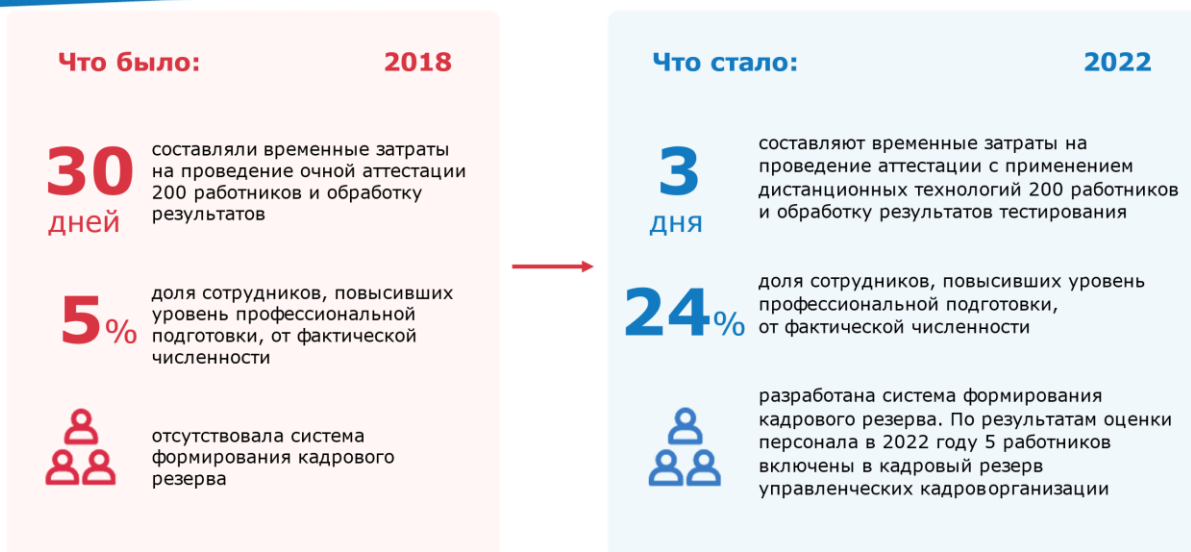 Что было: 2018
30 дней
составляли временные затраты
на проведение очной аттестации
200 работников и обработку
результатов
5%
доля сотрудников, повысивших
уровень профессиональной
подготовки, от фактической
численности
отсутствовала система
формирования кадрового
резерва
Что стало: 2022
3 дня
составляют временные затраты на
проведение аттестации с применением
дистанционных технологий 200 работников
и обработку результатов тестирования
24%
доля сотрудников, повысивших уровень
профессиональной подготовки,
от фактической численности
разработана система формирования
кадрового резерва. По результатам оценки
персонала в 2022 году 5 работников
включены в кадровый резерв
управленческих кадроворганизации